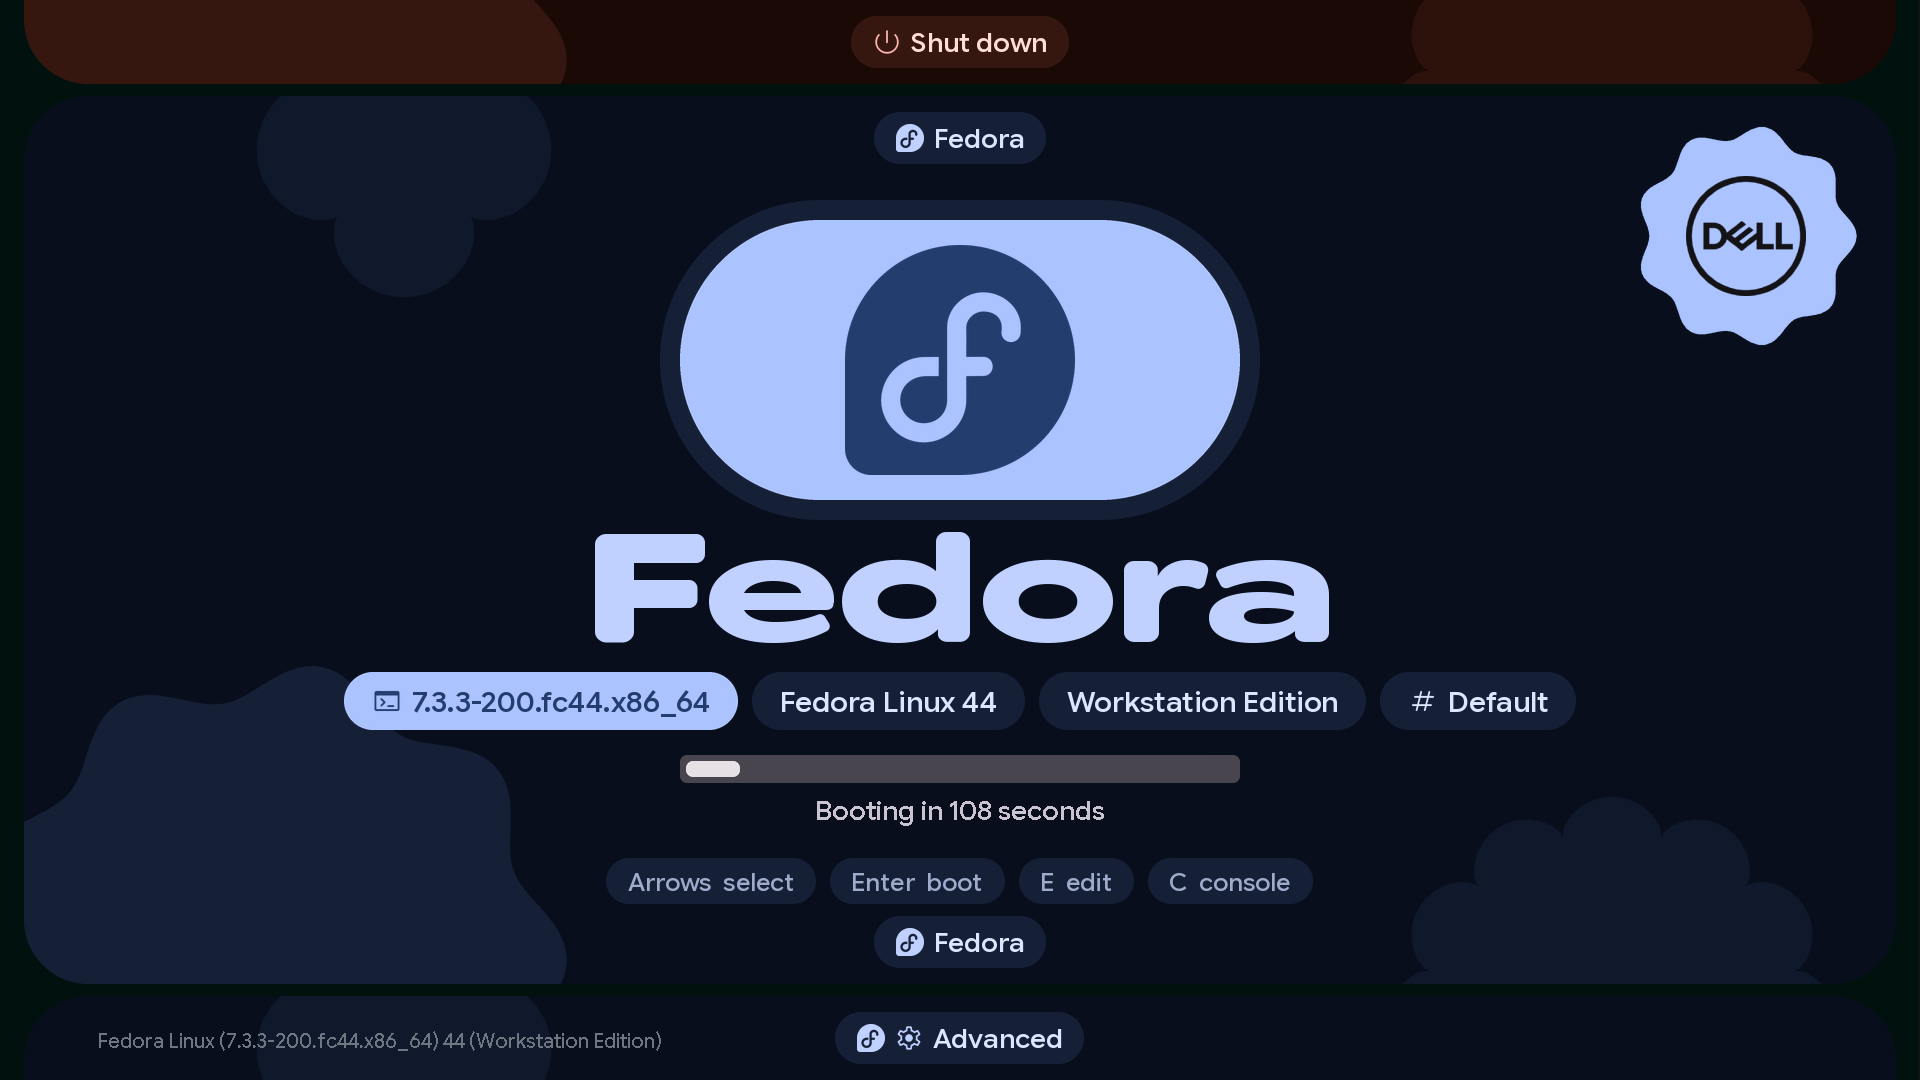 Shut down
Fedora
DELL
Fedora
7.3.3-200.fc44.x86_64
Fedora Linux 44
Workstation Edition
# Default
Booting in 108 seconds
Arrows select
Enter boot
E edit
C console
Fedora
Fedora Linux (7.3.3-200.fc44.x86_64) 44 (Workstation Edition)
Advanced